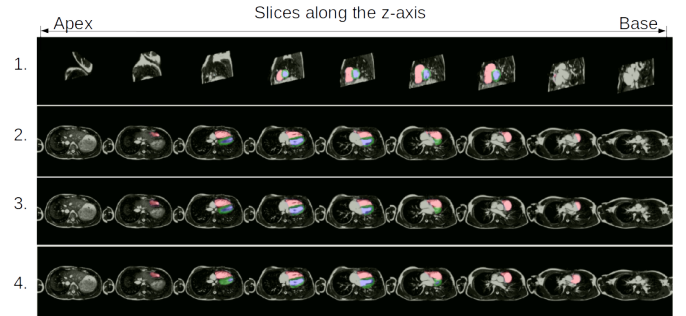 Slices along the z-axis
Apex Base
1.
2.
3.
4.